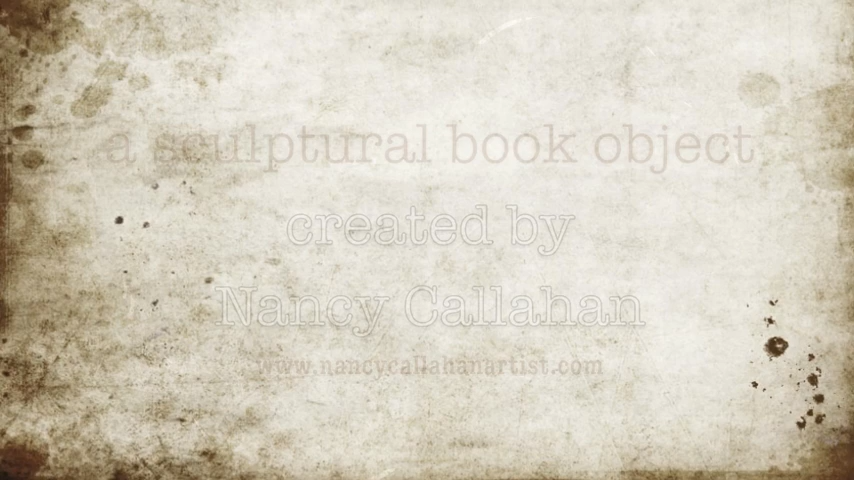 a sculptural book object
created by
Nancy Callahan
www.nancycallahanartist.com